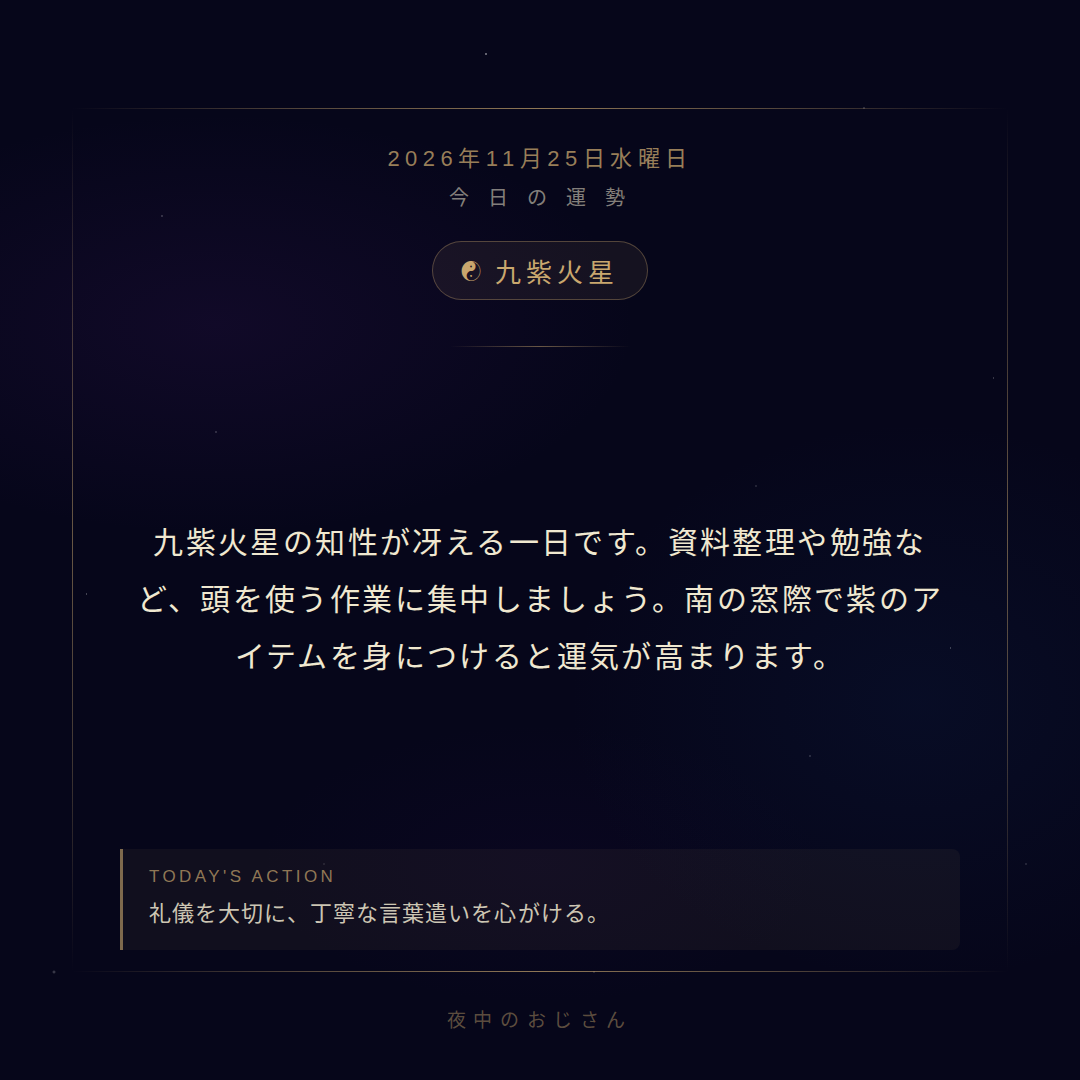 2026年11月25日水曜日
今日の運勢
☯ 九紫火星
九紫火星の知性が冴える一日です。資料整理や勉強な
ど、頭を使う作業に集中しましょう。南の窓際で紫のア
イテムを身につけると運気が高まります。
TODAY'S ACTION
礼儀を大切に、丁寧な言葉遣いを心がける。
夜中のおじさん